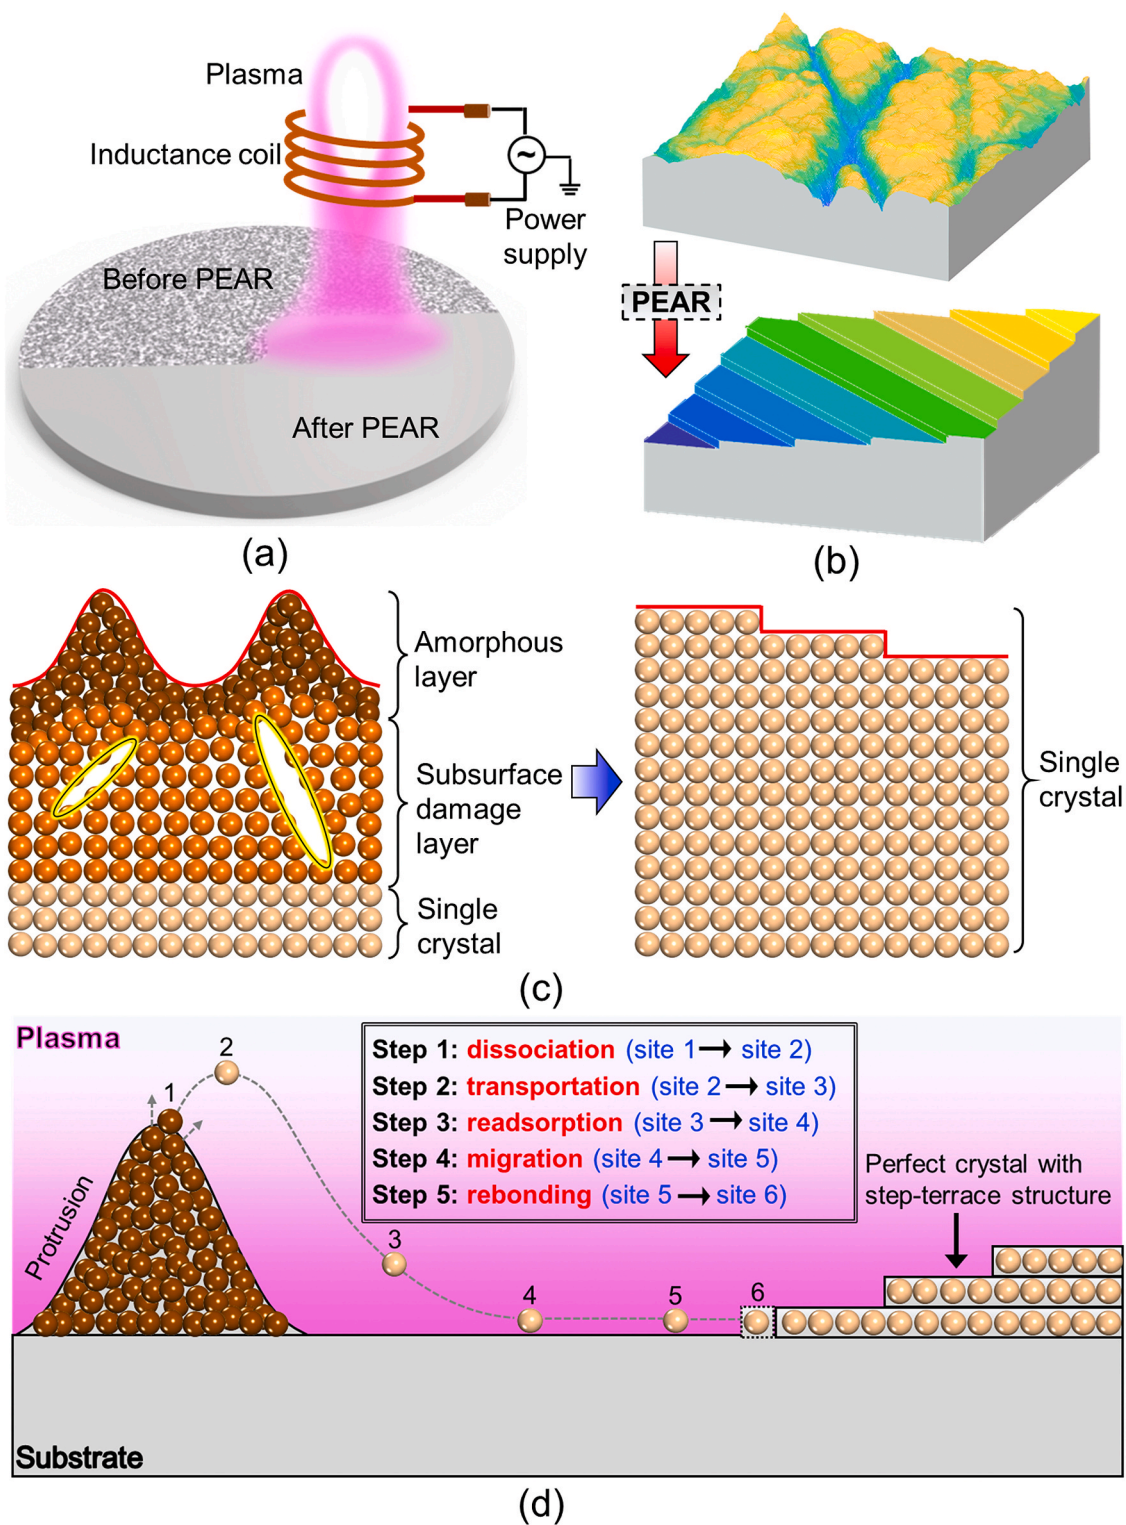 Plasma
Inductance coil
~
Power
supply
Before PEAR
After PEAR
(a)
PEAR
(b)
Amorphous
layer
Subsurface
damage
layer
Single
crystal
Single
crystal
(c)
Plasma
1
2
3
4
5
6
Step 1: dissociation (site 1→ site 2)
Step 2: transportation (site 2→ site 3)
Step 3: readsorption (site 3→ site 4)
Step 4: migration (site 4→ site 5)
Step 5: rebonding (site 5→ site 6)
Protrusion
Perfect crystal with
step-terrace structure
Substrate
(d)